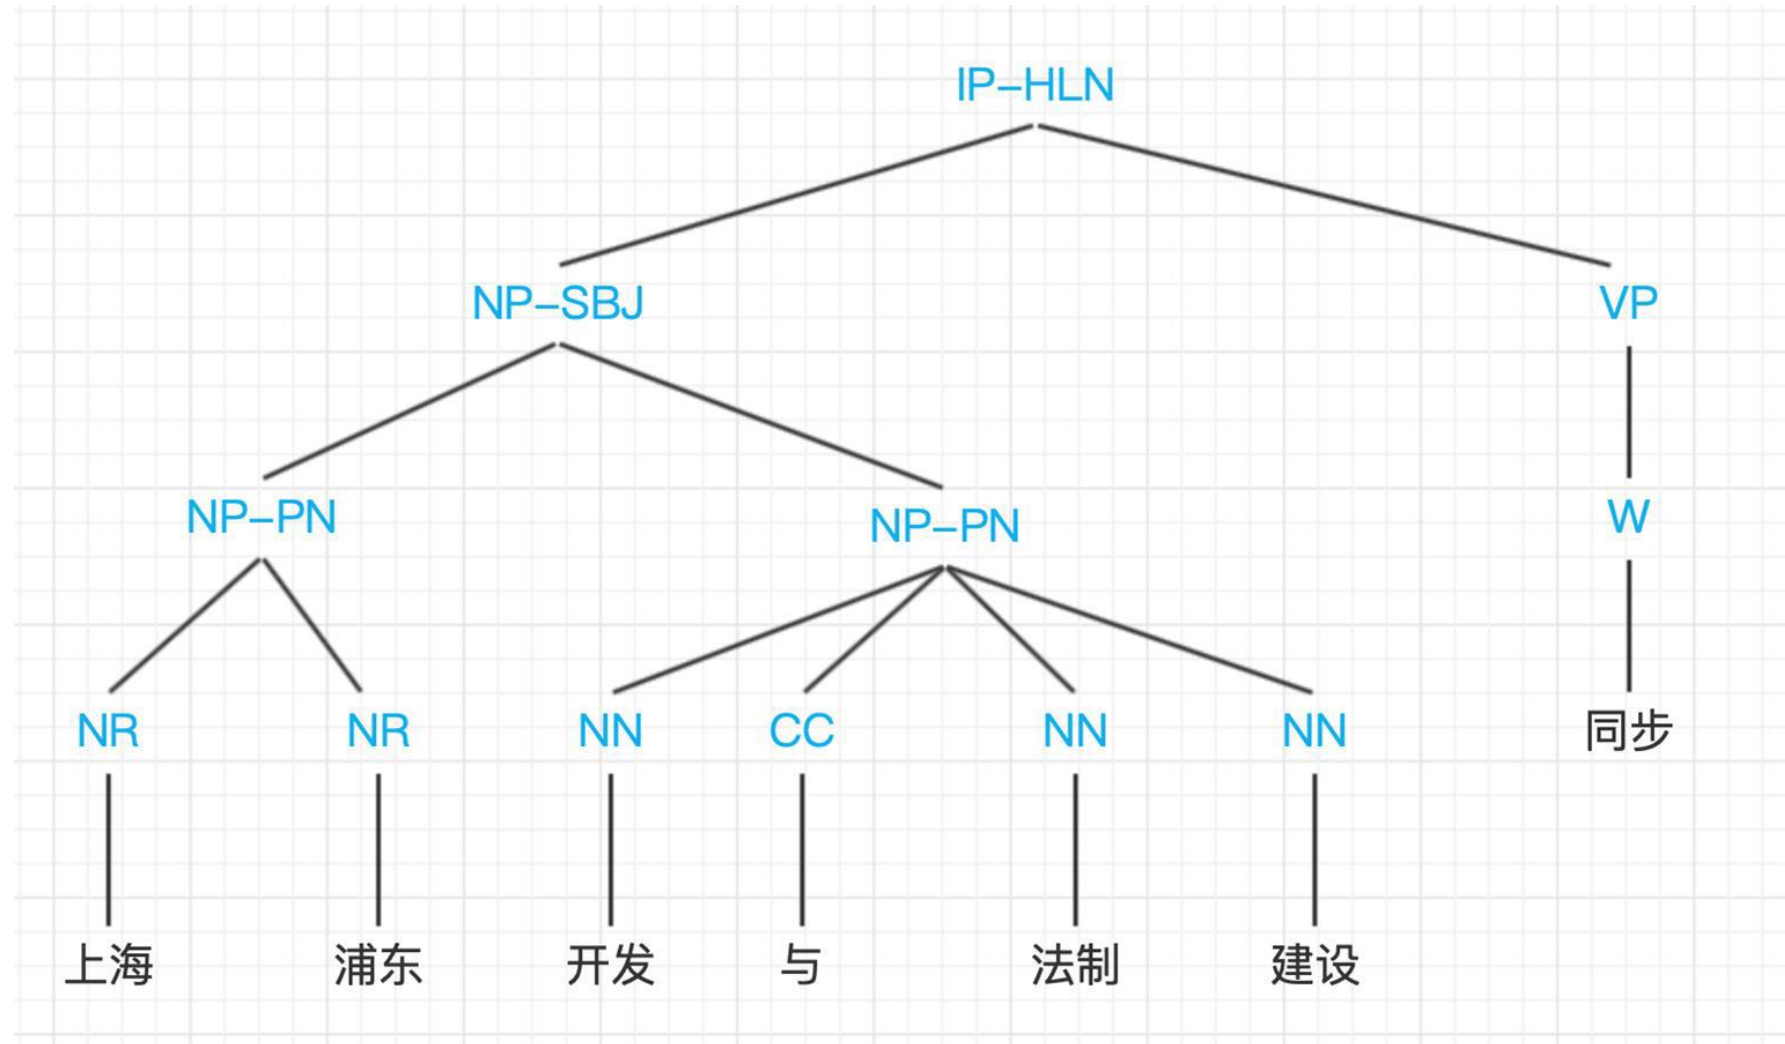 IP-HLN
NP-SBJ VP
NP-PN NP-PN W
NR NR NN CC NN NN 同步
上海 浦东 开发 与 法制 建设